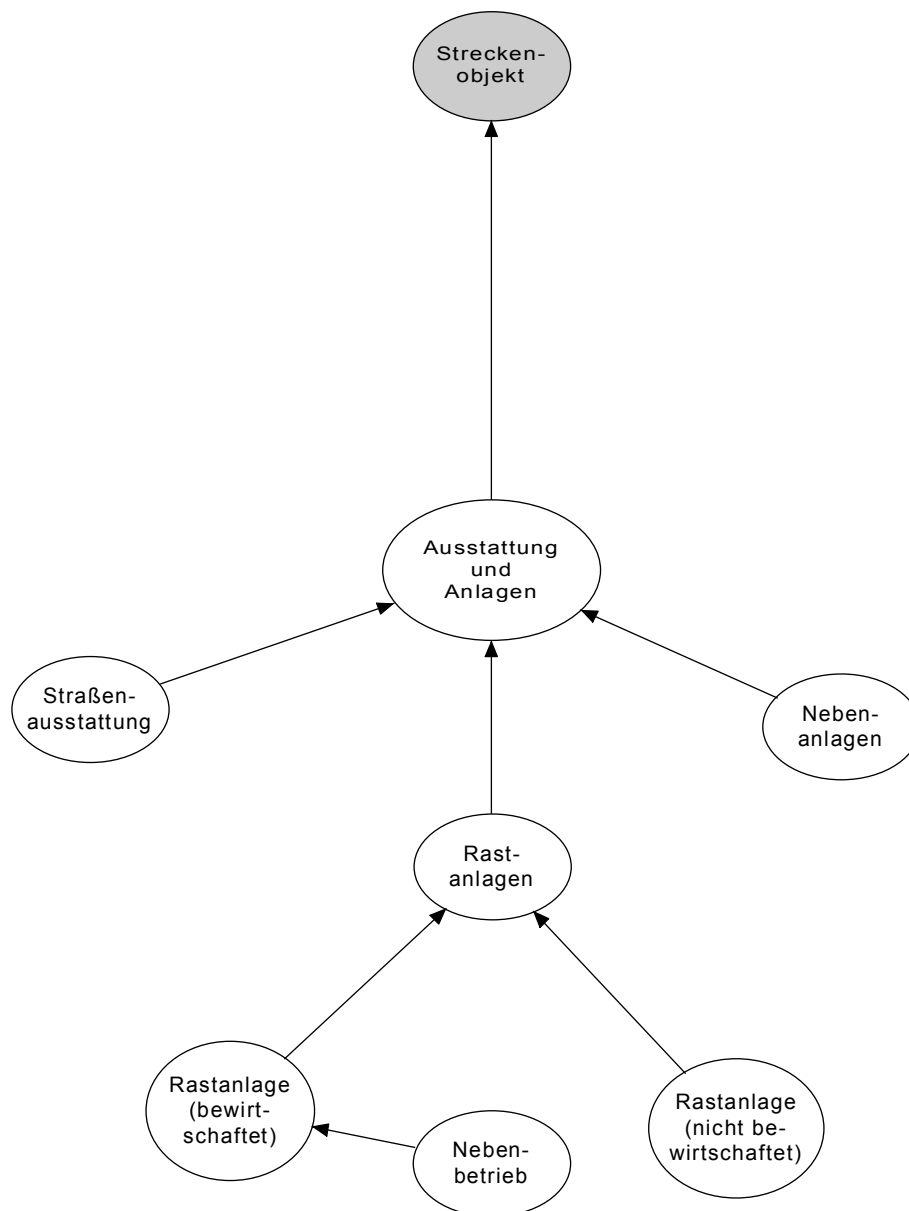 Strecken-
objekt
Ausstattung
und
Anlagen
Straßen-
ausstattung
Neben-
anlagen
Rast-
anlagen
Rastanlage
(bewirt-
schaftet)
Neben-
betrieb
Rastanlage
(nicht be-
wirtschaftet)